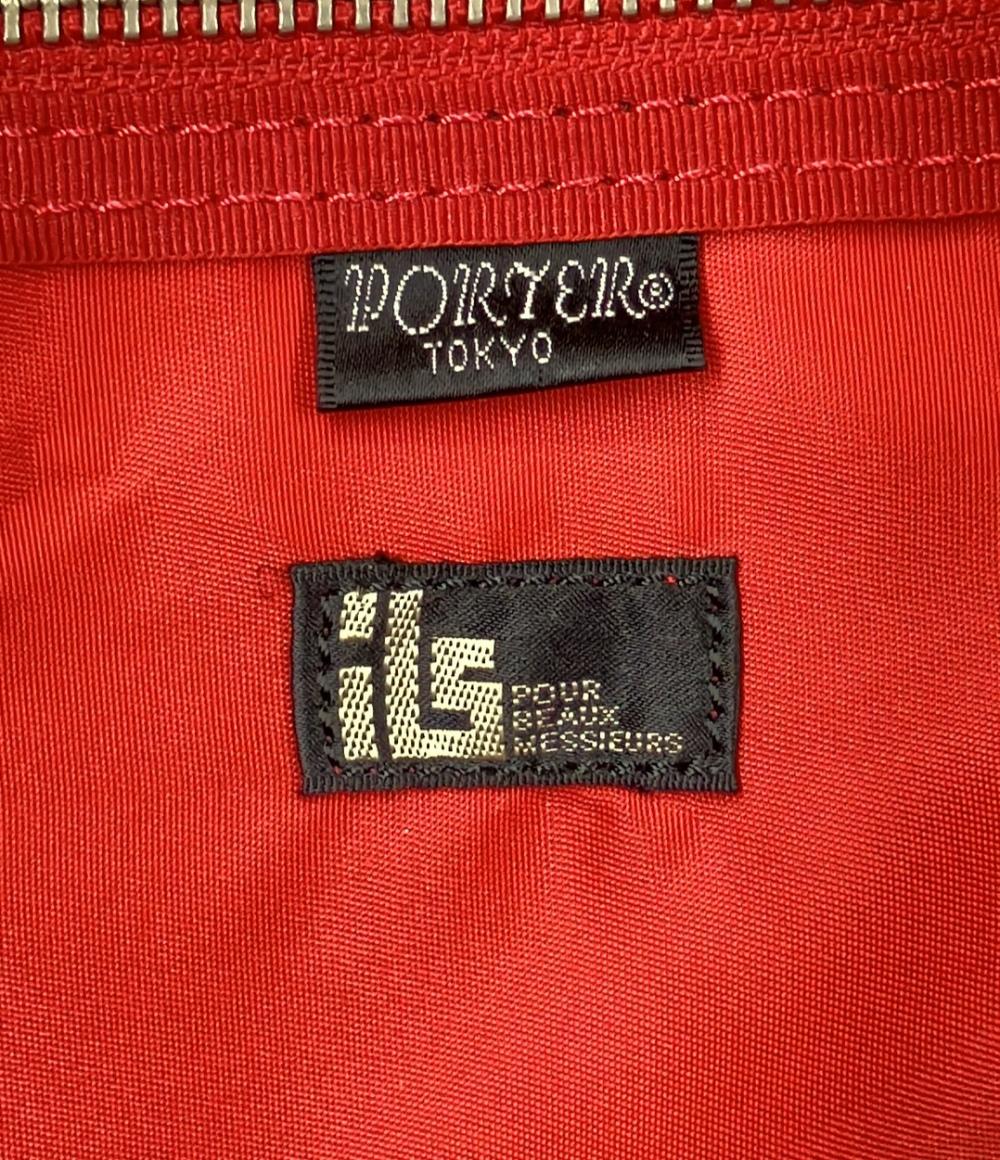 PORTER®
TOKYO
ils
POUR
BEAUX
MESSIEURS